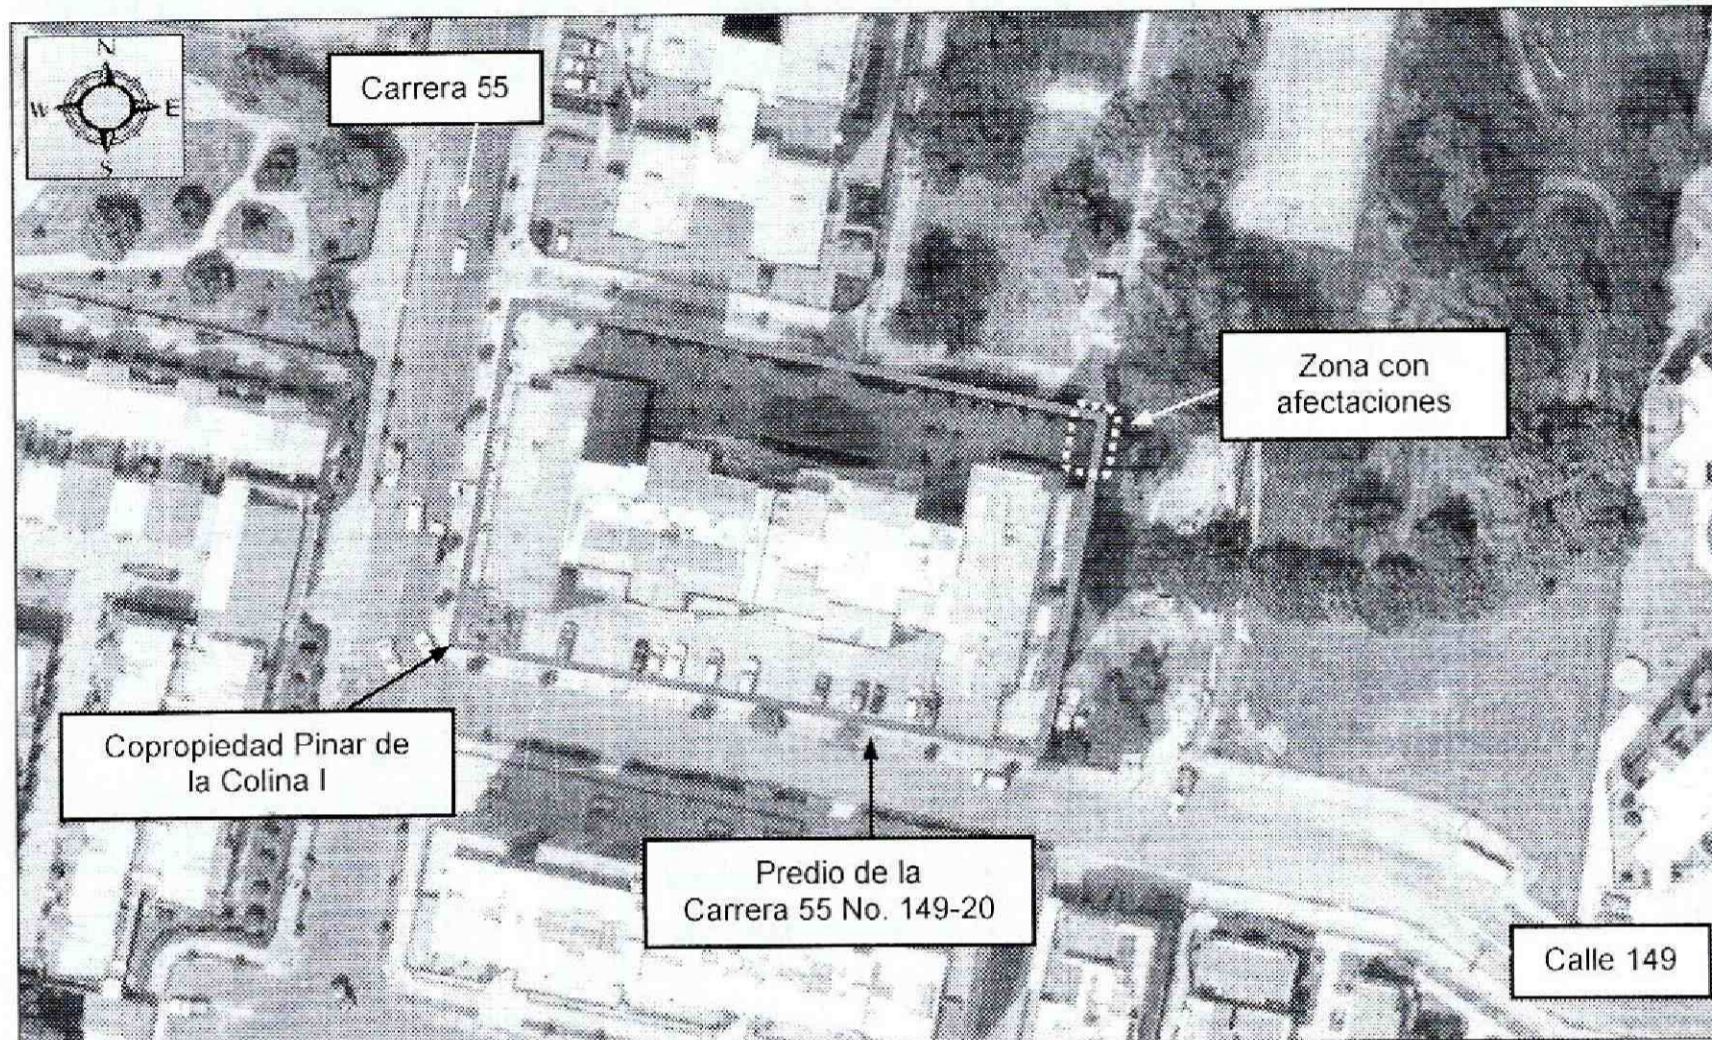 N
W E
S
Carrera 55
Zona con
afectaciones
Copropiedad Pinar de
la Colina I
Predio de la
Carrera 55 No. 149-20
Calle 149